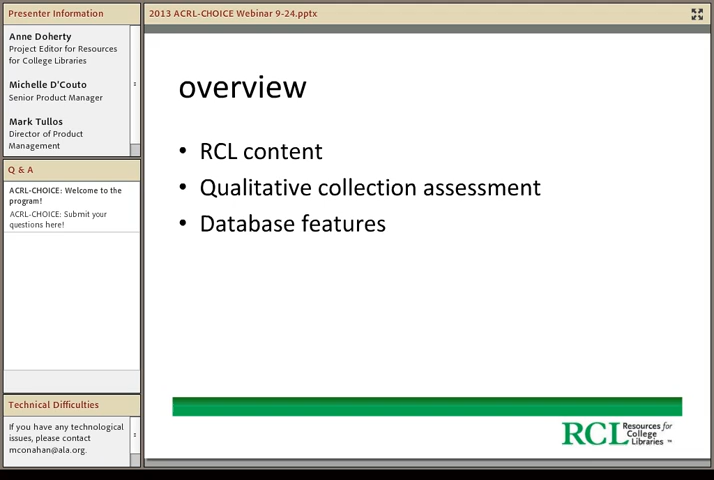 Presenter Information
Anne Doherty
Project Editor for Resources
for College Libraries
Michelle D'Couto
Senior Product Manager
Mark Tullos
Director of Product
Management
Q & A
ACRL-CHOICE: Welcome to the
program!
ACRL-CHOICE: Submit your
questions here!
Technical Difficulties
If you have any technological
issues, please contact
mconahan@ala.org.
2013 ACRL-CHOICE Webinar 9-24.pptx
overview
• RCL content
• Qualitative collection assessment
• Database features
RCL Resources for
College
Libraries ™